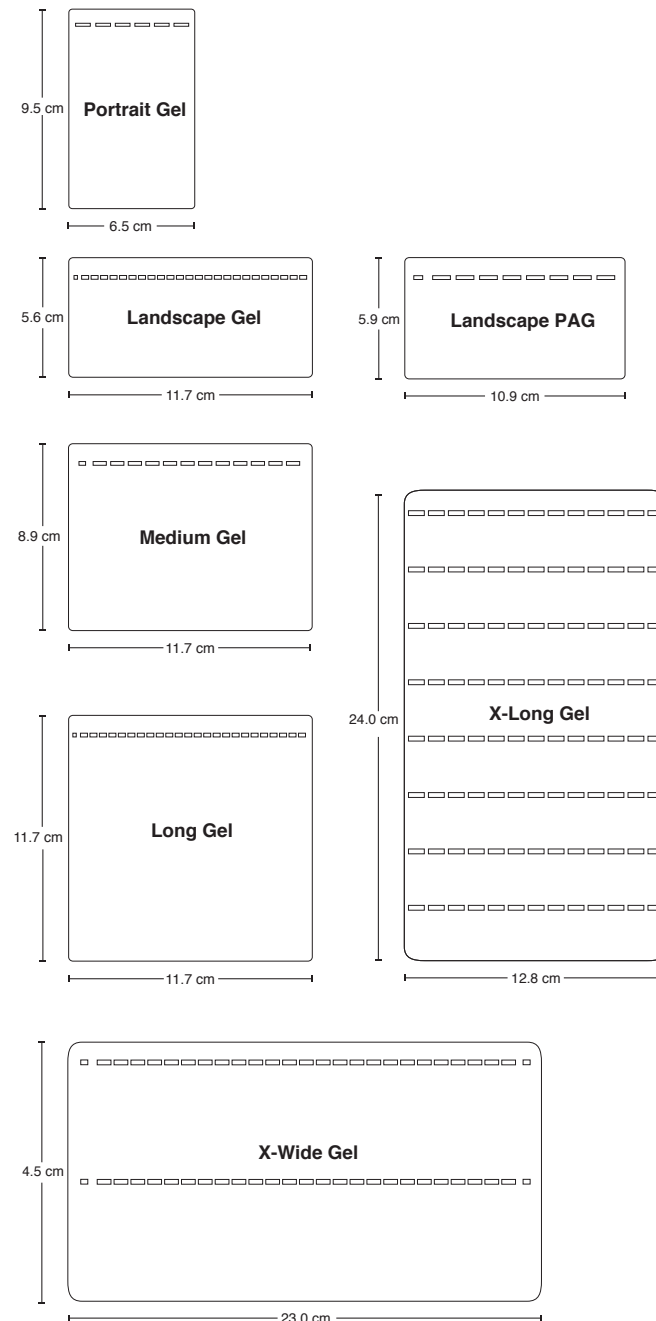 9.5 cm
Portrait Gel
6.5 cm
5.6 cm
Landscape Gel
11.7 cm
5.9 cm
Landscape PAG
10.9 cm
8.9 cm
Medium Gel
11.7 cm
24.0 cm
X-Long Gel
12.8 cm
11.7 cm
Long Gel
11.7 cm
4.5 cm
X-Wide Gel
23.0 cm